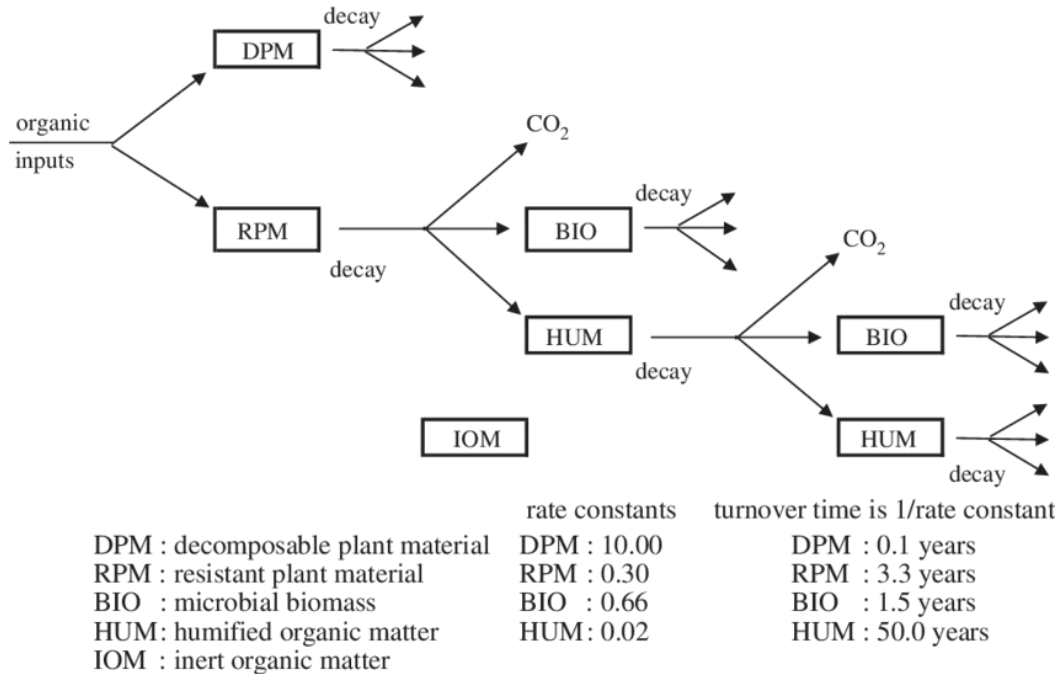 decay
DPM
organic
inputs
CO2
decay
RPM
BIO
decay
CO2
decay
HUM
BIO
decay
IOM
HUM
decay
rate constants turnover time is 1/rate constant
DPM : decomposable plant material DPM : 10.00 DPM : 0.1 years
RPM : resistant plant material RPM : 0.30 RPM : 3.3 years
BIO : microbial biomass BIO : 0.66 BIO : 1.5 years
HUM : humified organic matter HUM : 0.02 HUM : 50.0 years
IOM : inert organic matter